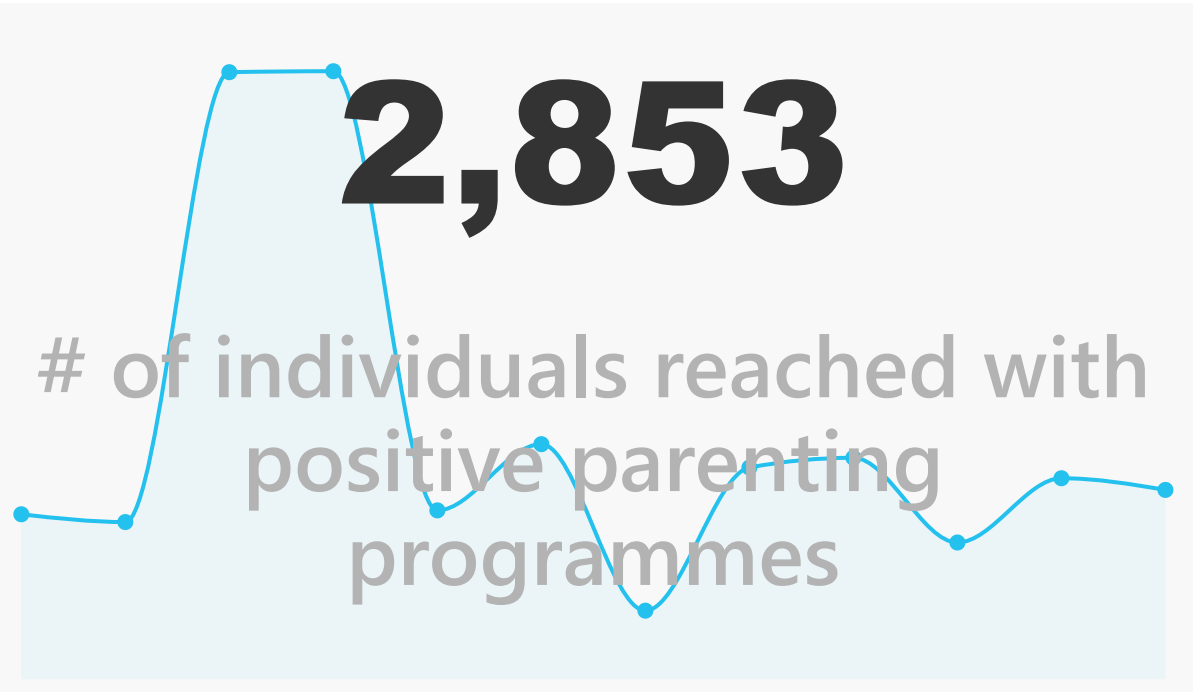 2,853
# of individuals reached with
positive parenting
programmes